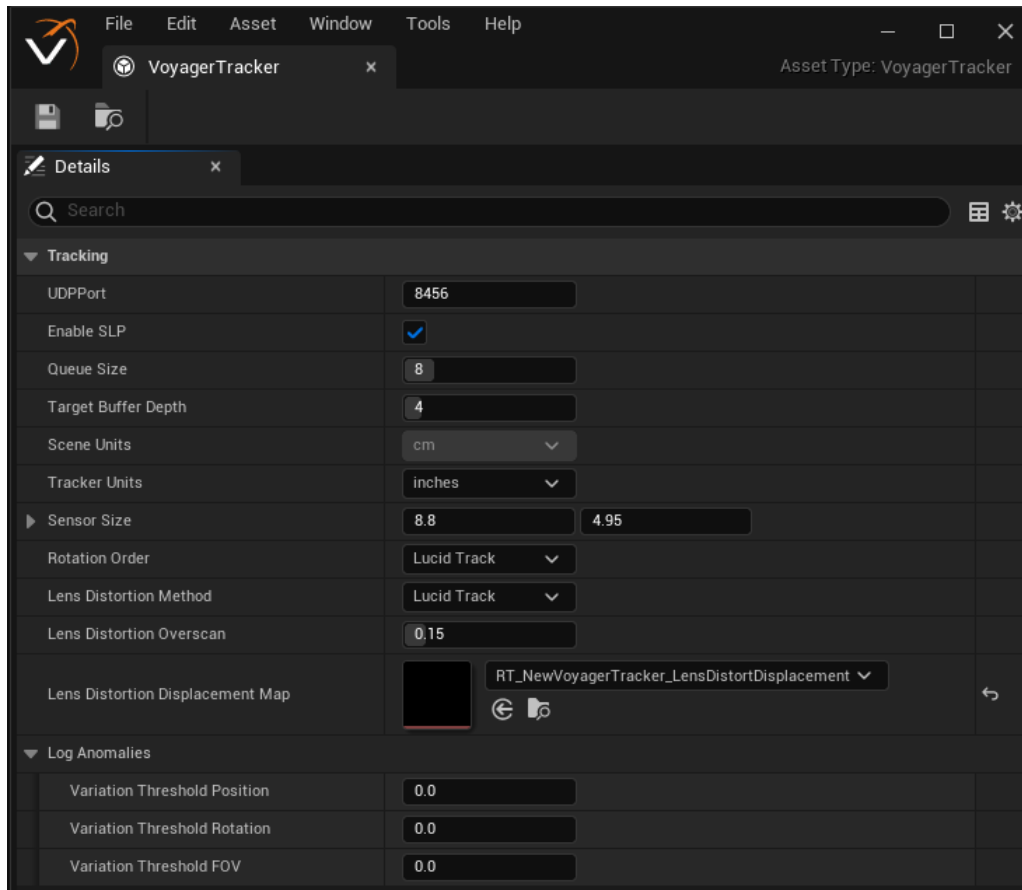 File Edit Asset Window Tools Help
VoyagerTracker
Asset Type: VoyagerTracker
Details
Search
Tracking
UDPPort 8456
Enable SLP
Queue Size 8
Target Buffer Depth 4
Scene Units cm
Tracker Units inches
Sensor Size 8.8 4.95
Rotation Order Lucid Track
Lens Distortion Method Lucid Track
Lens Distortion Overscan 0.15
Lens Distortion Displacement Map RT_NewVoyagerTracker_LensDistortDisplacement
Log Anomalies
Variation Threshold Position 0.0
Variation Threshold Rotation 0.0
Variation Threshold FOV 0.0